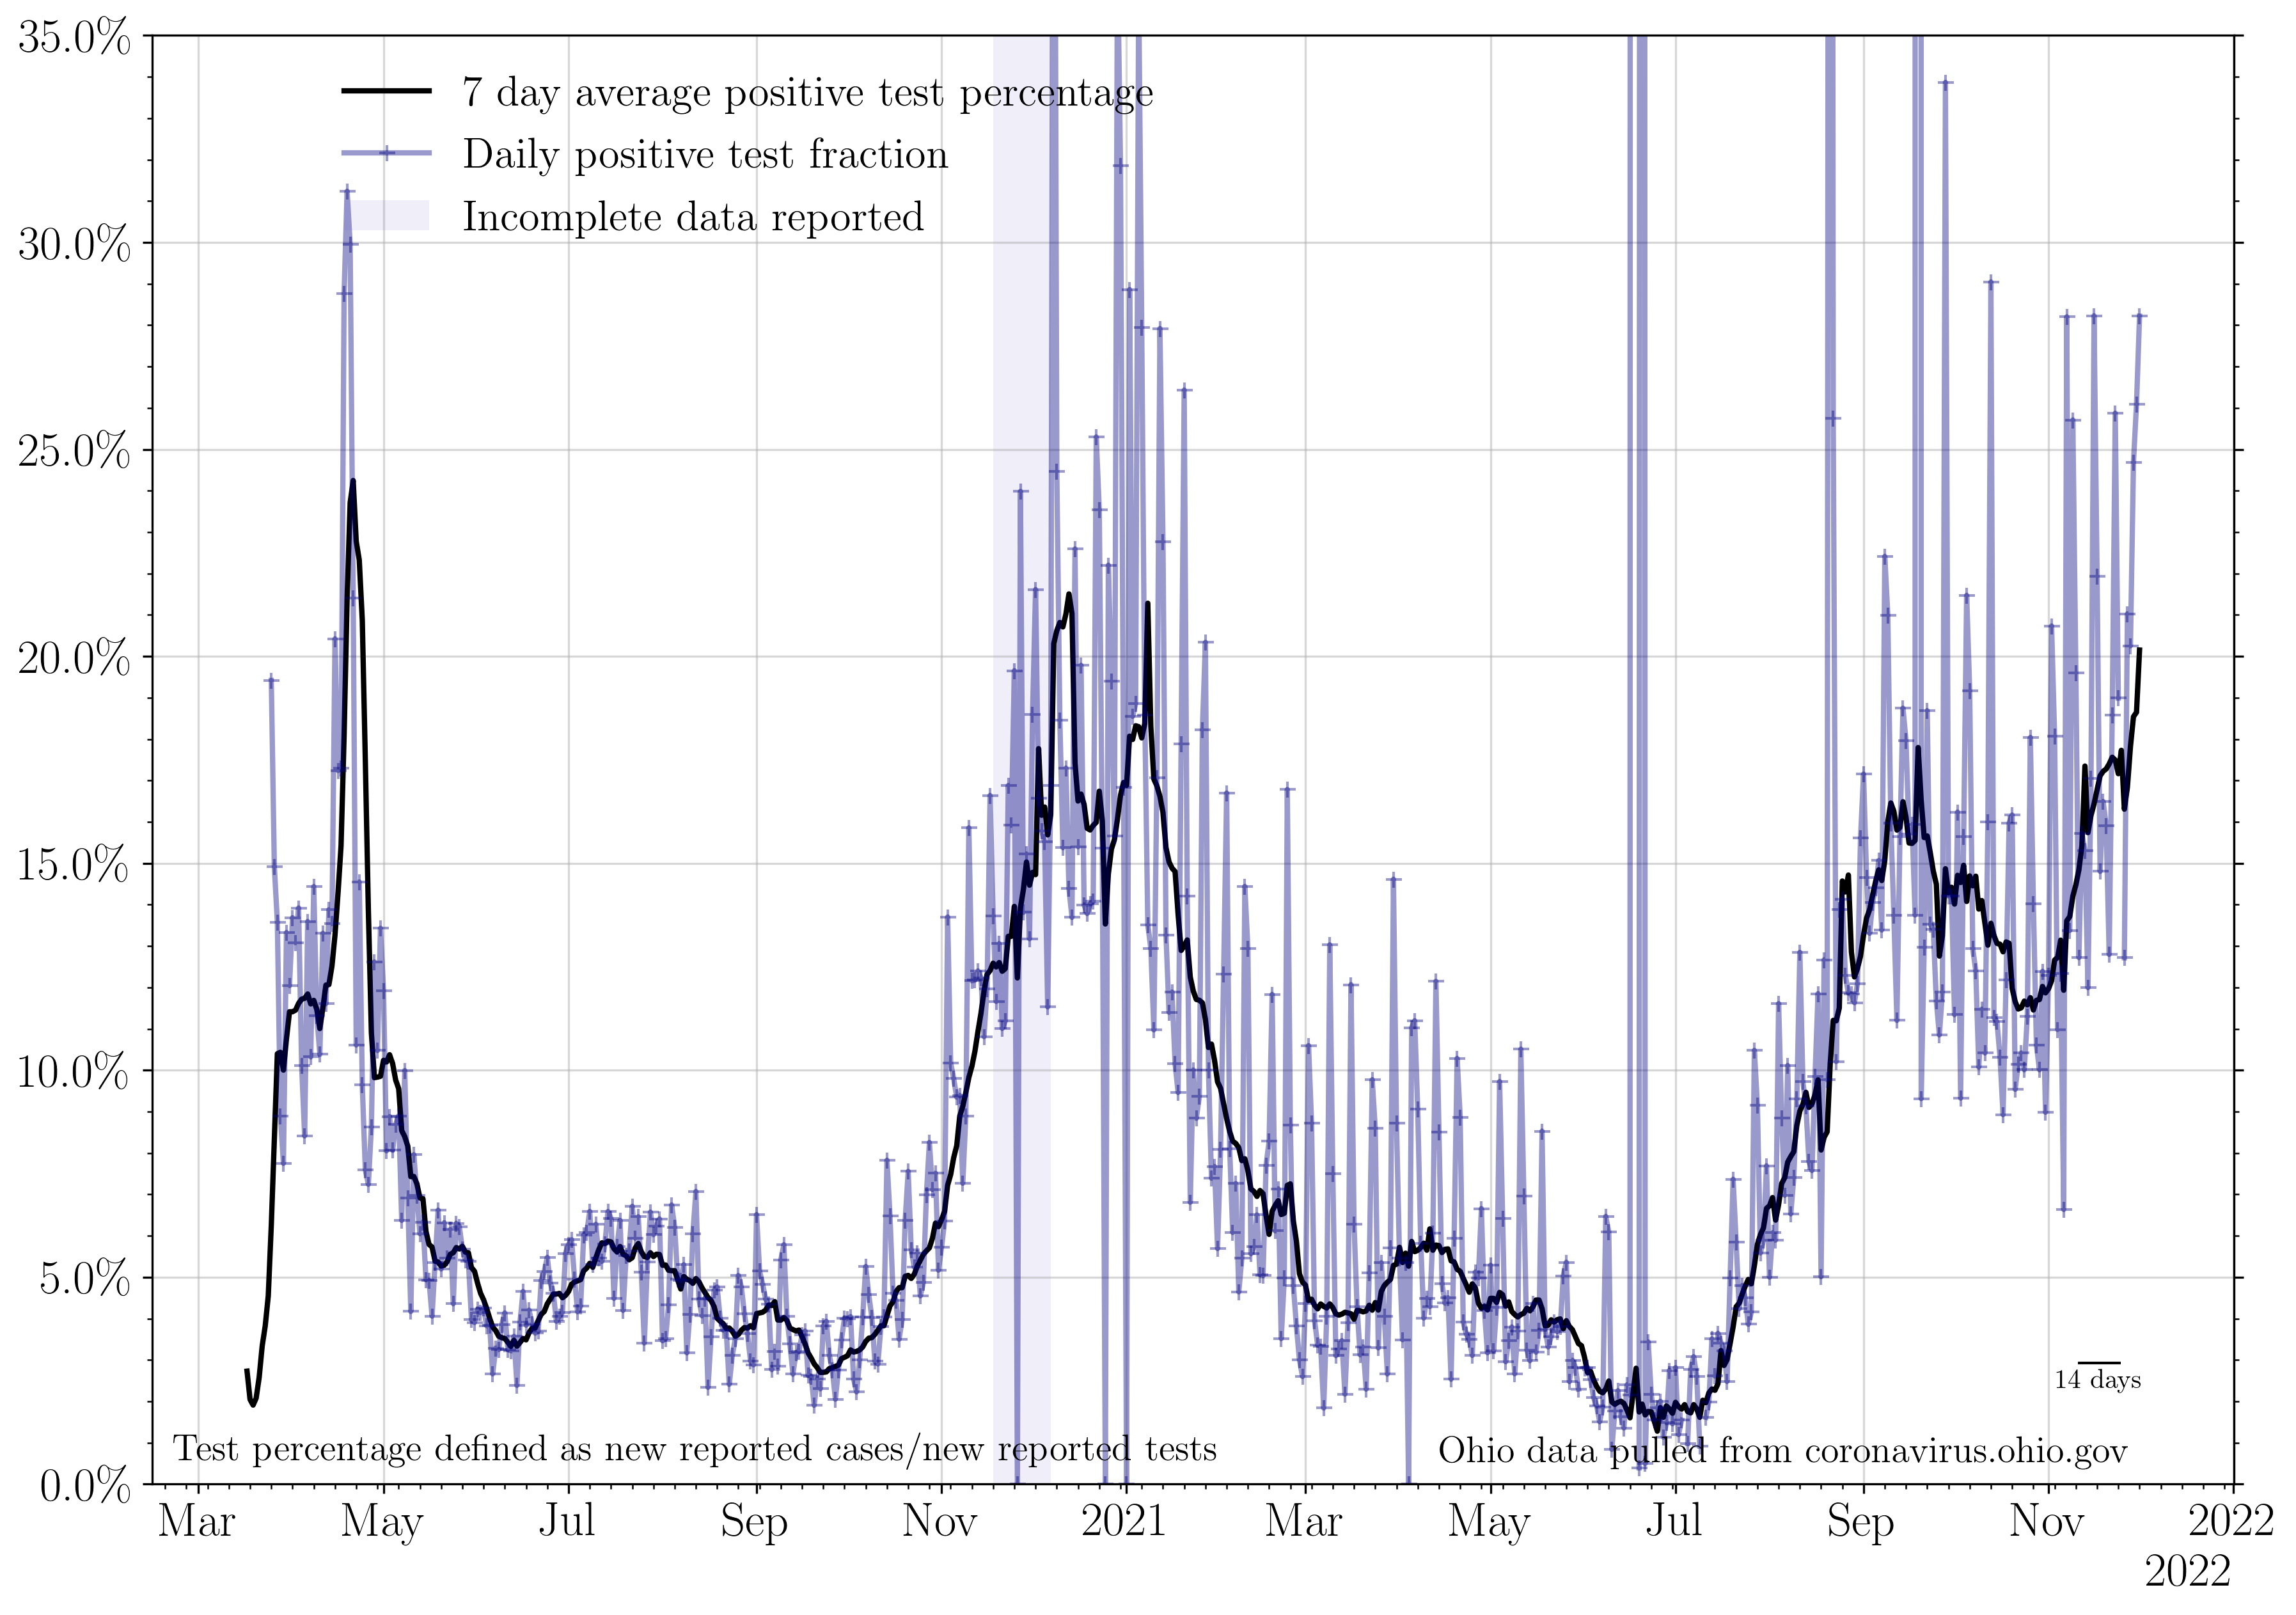 35.0%
30.0%
25.0%
20.0%
15.0%
10.0%
5.0%
0.0%
7 day average positive test percentage
Daily positive test fraction
Incomplete data reported
14 days
Test percentage defined as new reported cases/new reported tests
Ohio data pulled from coronavirus.ohio.gov
Mar May Jul Sep Nov 2021 Mar May Jul Sep Nov 2022
2022